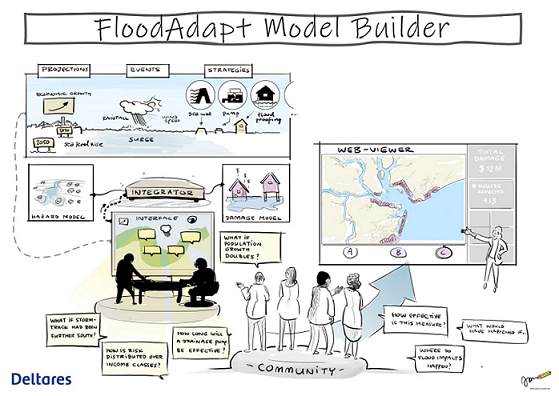 FloodAdapt Model Builder
PROJECTIONS
EVENTS
STRATEGIES
ECONOMIC GROWTH
RAINFALL
WIND
SPEED
SEA WALL
PUMP
flood
proofing
2050
SEA LEVEL RISE
SURGE
HAZARD MODEL
INTEGRATOR
DAMAGE MODEL
INTERFACE
WHAT IF
POPULATION
GROWTH
DOUBLES?
WEB-VIEWER
TOTAL
DAMAGE
$12M
# HOUSES
AFFECTED
415
A
B
C
WHAT IF STORM-
TRACK HAD BEEN
FURTHER SOUTH?
HOW IS RISK
DISTRIBUTED OVER
INCOME CLASSES?
HOW LONG WILL
A DRAINAGE PUMP
BE EFFECTIVE?
HOW EFFECTIVE
IS THIS MEASURE?
WHAT WOULD
HAVE HAPPENED IF..
WHERE DO
FLOOD IMPACTS
HAPPEN?
- COMMUNITY -
Deltares